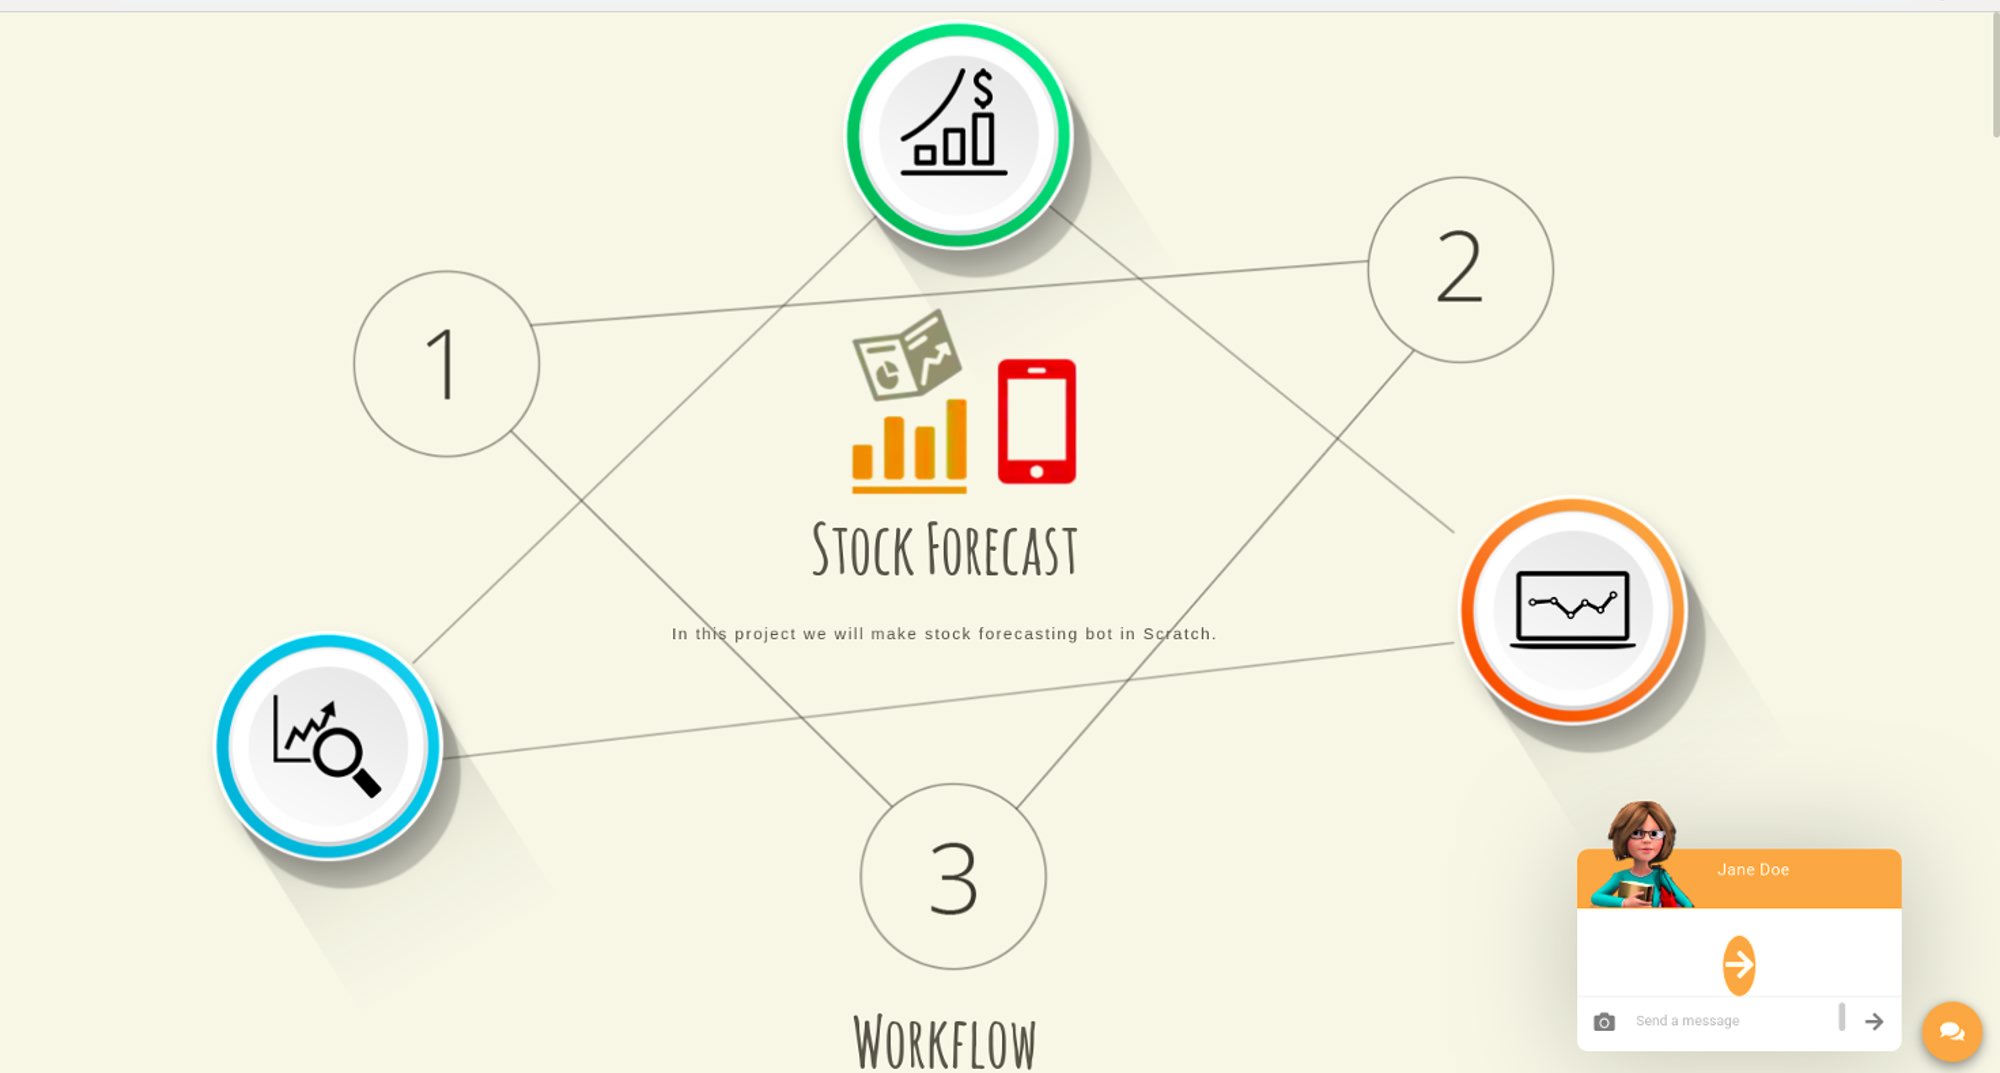 $
2
1
Stock Forecast
In this project we will make stock forecasting bot in Scratch.
3
Jane Doe
Send a message
Workflow